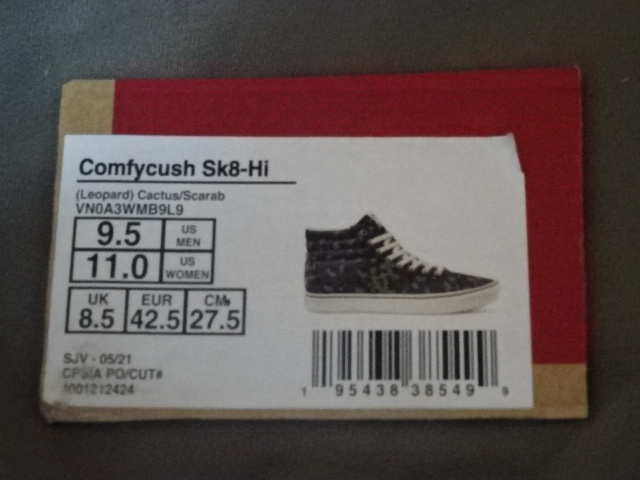 Comfycush Sk8-Hi
(Leopard) Cactus/Scarab
VN0A3WMB9L9
9.5 US MEN
11.0 US WOMEN
UK EUR CM
8.5 42.5 27.5
SJV - 05/21
CPSIA PO/CUT#
4001212424
1 95438 38549 9